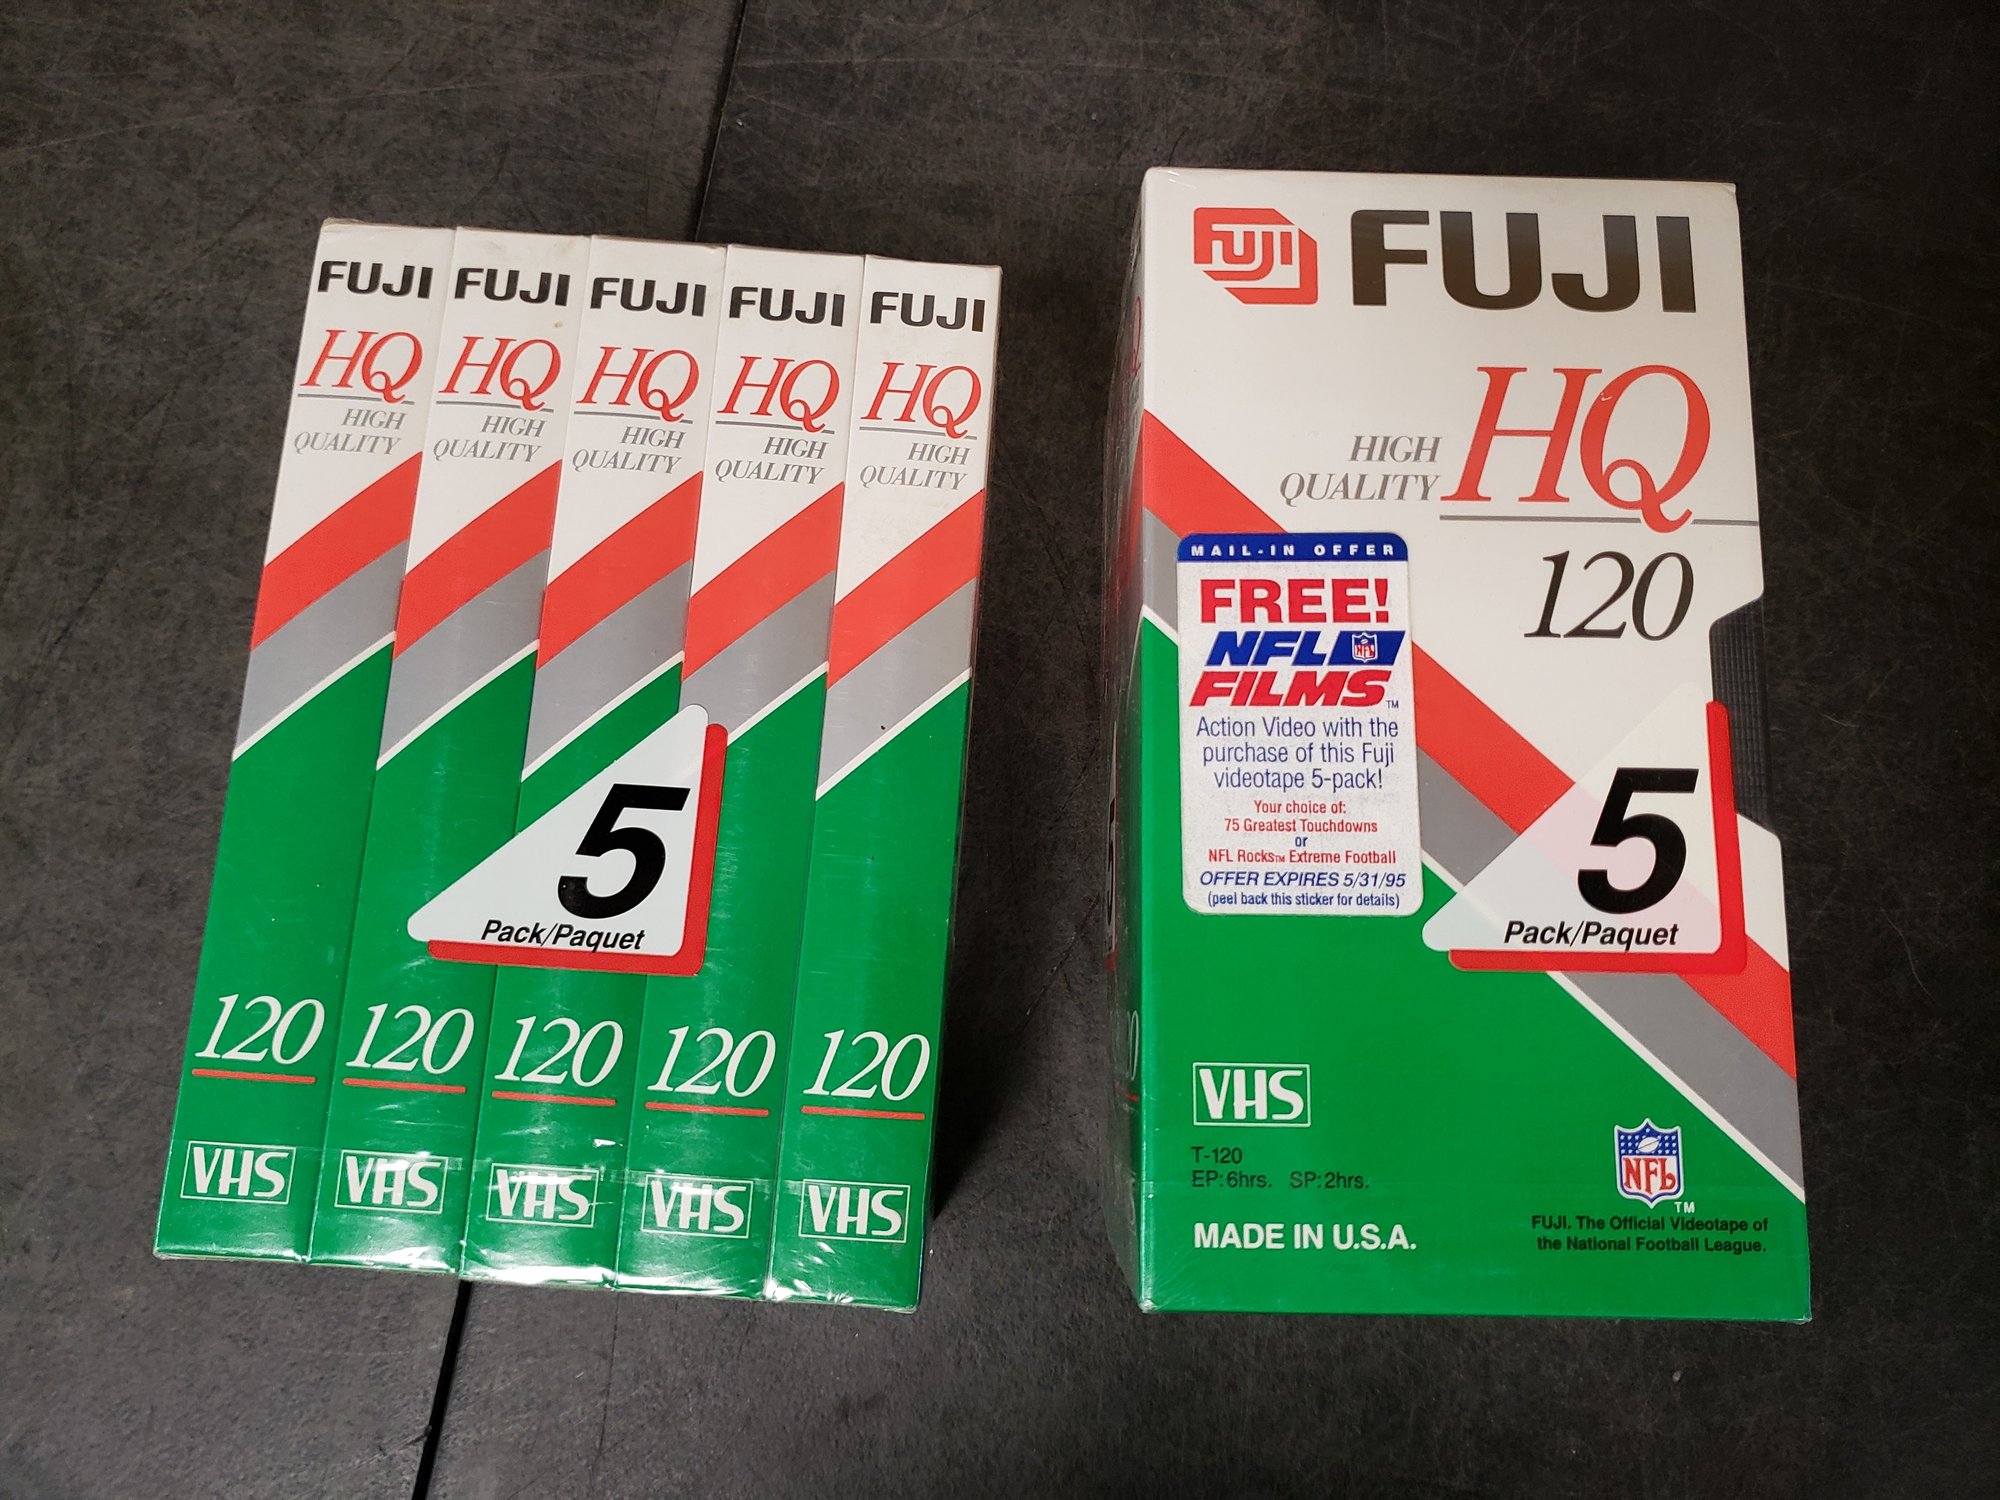 FUJI FUJI FUJI FUJI FUJI
HQ HQ HQ HQ HQ
HIGH HIGH HIGH HIGH HIGH
QUALITY QUALITY QUALITY QUALITY QUALITY
5
Pack/Paquet
120 120 120 120 120
VHS VHS VHS VHS VHS
FUJI FUJI
HIGH
QUALITY
HQ
120
MAIL-IN OFFER
FREE!
NFL NFL
FILMS™
Action Video with the
purchase of this Fuji
videotape 5-pack!
Your choice of:
75 Greatest Touchdowns
or
NFL Rocks™ Extreme Football
OFFER EXPIRES 5/31/95
(peel back this sticker for details)
5
Pack/Paquet
VHS
T-120
EP:6hrs. SP:2hrs.
MADE IN U.S.A.
NFL
TM
FUJI. The Official Videotape of
the National Football League.